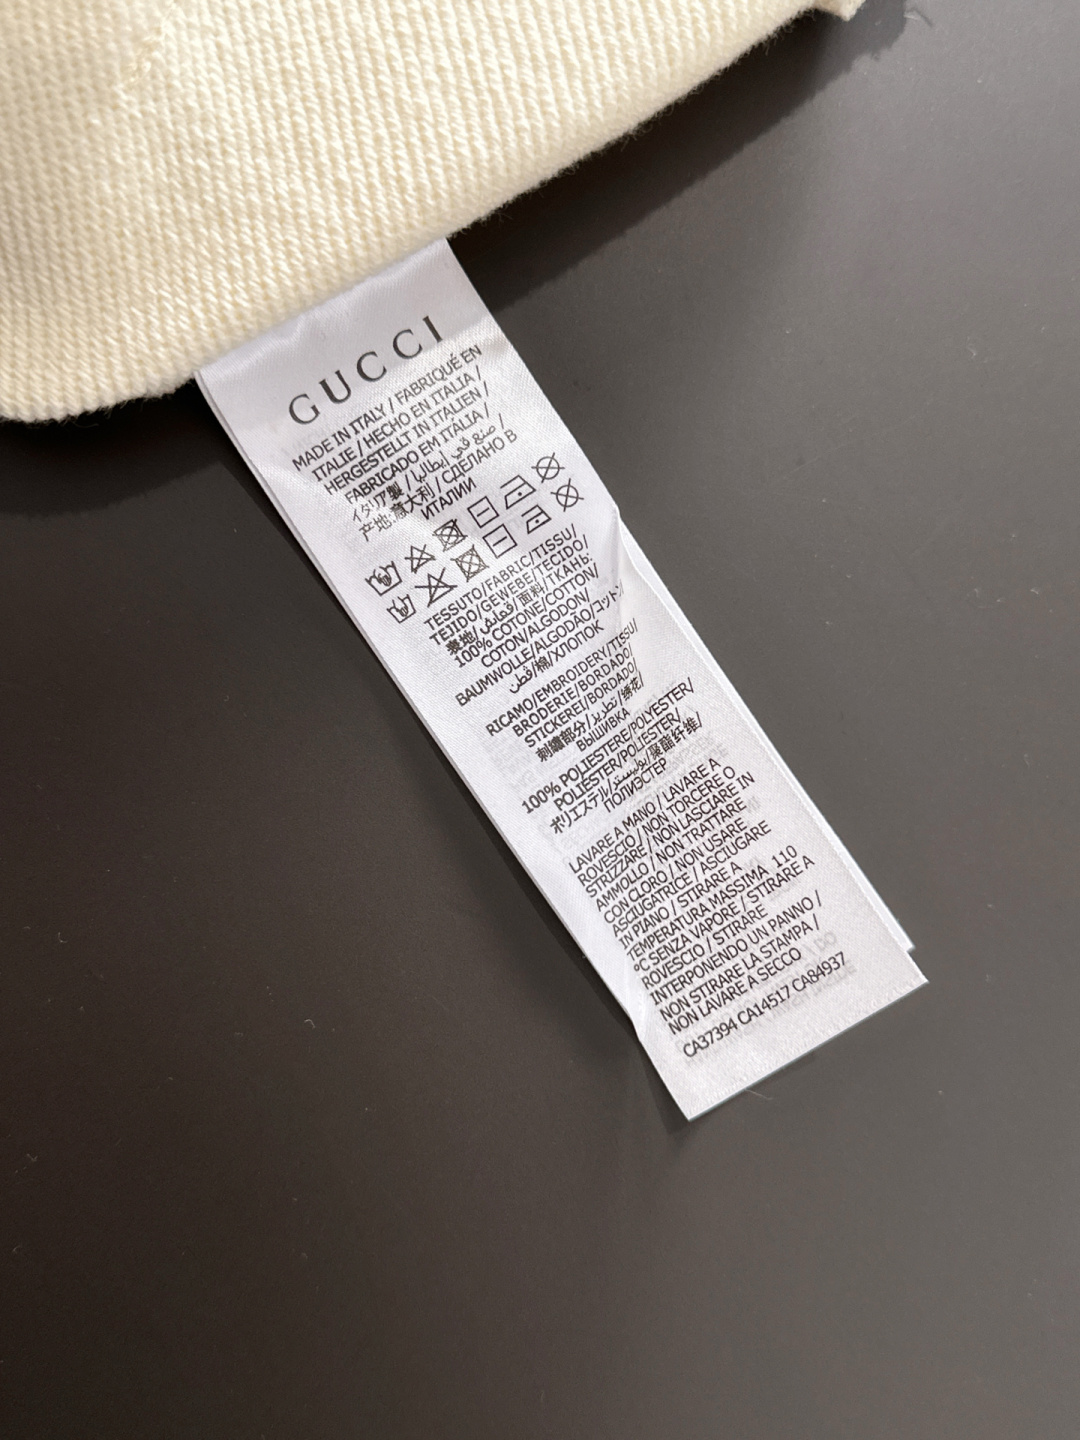 GUCCI
MADE IN ITALY / FABRIQUÉ EN
ITALIE / HECHO EN ITALIA /
HERGESTELLT IN ITALIEN /
FABRICADO EM ITÁLIA /
イタリア製 / صنع في إيطاليا /
产地:意大利 / СДЕЛАНО В
ИТАЛИИ
TESSUTO/FABRIC/TISSU/
TEJIDO/GEWEBE/TECIDO/
表地/قماش/面料/ТКАНЬ:
100% COTONE/COTTON/
COTON/ALGODON/
BAUMWOLLE/ALGODÃO/コットン/
قطن/棉/ХЛОПОК
RICAMO/EMBROIDERY/TISSU/
BRODERIE/BORDADO/
STICKEREI/BORDADO/
刺繍部分/تطريز/绣花/
ВЫШИВКА
100% POLIESTERE/POLYESTER/
POLIÉSTER/POLIESTER/
ポリエステル/بوليستر/聚酯纤维/
ПОЛИЭСТЕР
LAVARE A MANO / LAVARE A
ROVESCIO / NON TORCERE O
STRIZZARE / NON LASCIARE IN
AMMOLLO / NON TRATTARE
CON CLORO / NON USARE
ASCIUGATRICE / ASCIUGARE
IN PIANO / STIRARE A
TEMPERATURA MASSIMA 110
°C SENZA VAPORE / STIRARE A
ROVESCIO / STIRARE
INTERPONENDO UN PANNO /
NON STIRARE LA STAMPA /
NON LAVARE A SECCO
CA37394 CA14517 CA84937